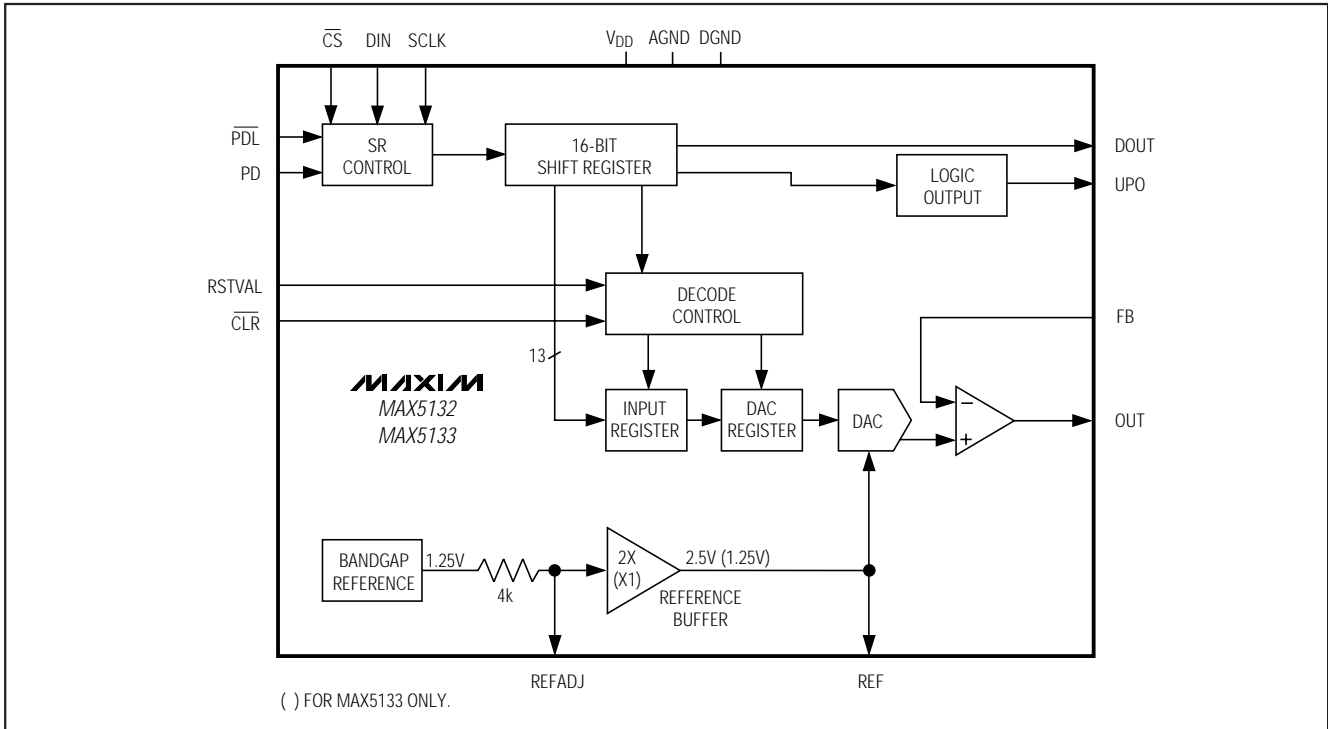 CS DIN SCLK VDD AGND DGND
PDL
PD
SR
CONTROL
16-BIT
SHIFT REGISTER
DOUT
LOGIC
OUTPUT
UPO
RSTVAL
CLR
DECODE
CONTROL
FB
13
MAXIM
MAX5132
MAX5133
INPUT
REGISTER
DAC
REGISTER
DAC
−
+
OUT
BANDGAP
REFERENCE
1.25V
4k
2X
(X1)
2.5V (1.25V)
REFERENCE
BUFFER
REFADJ REF
( ) FOR MAX5133 ONLY.